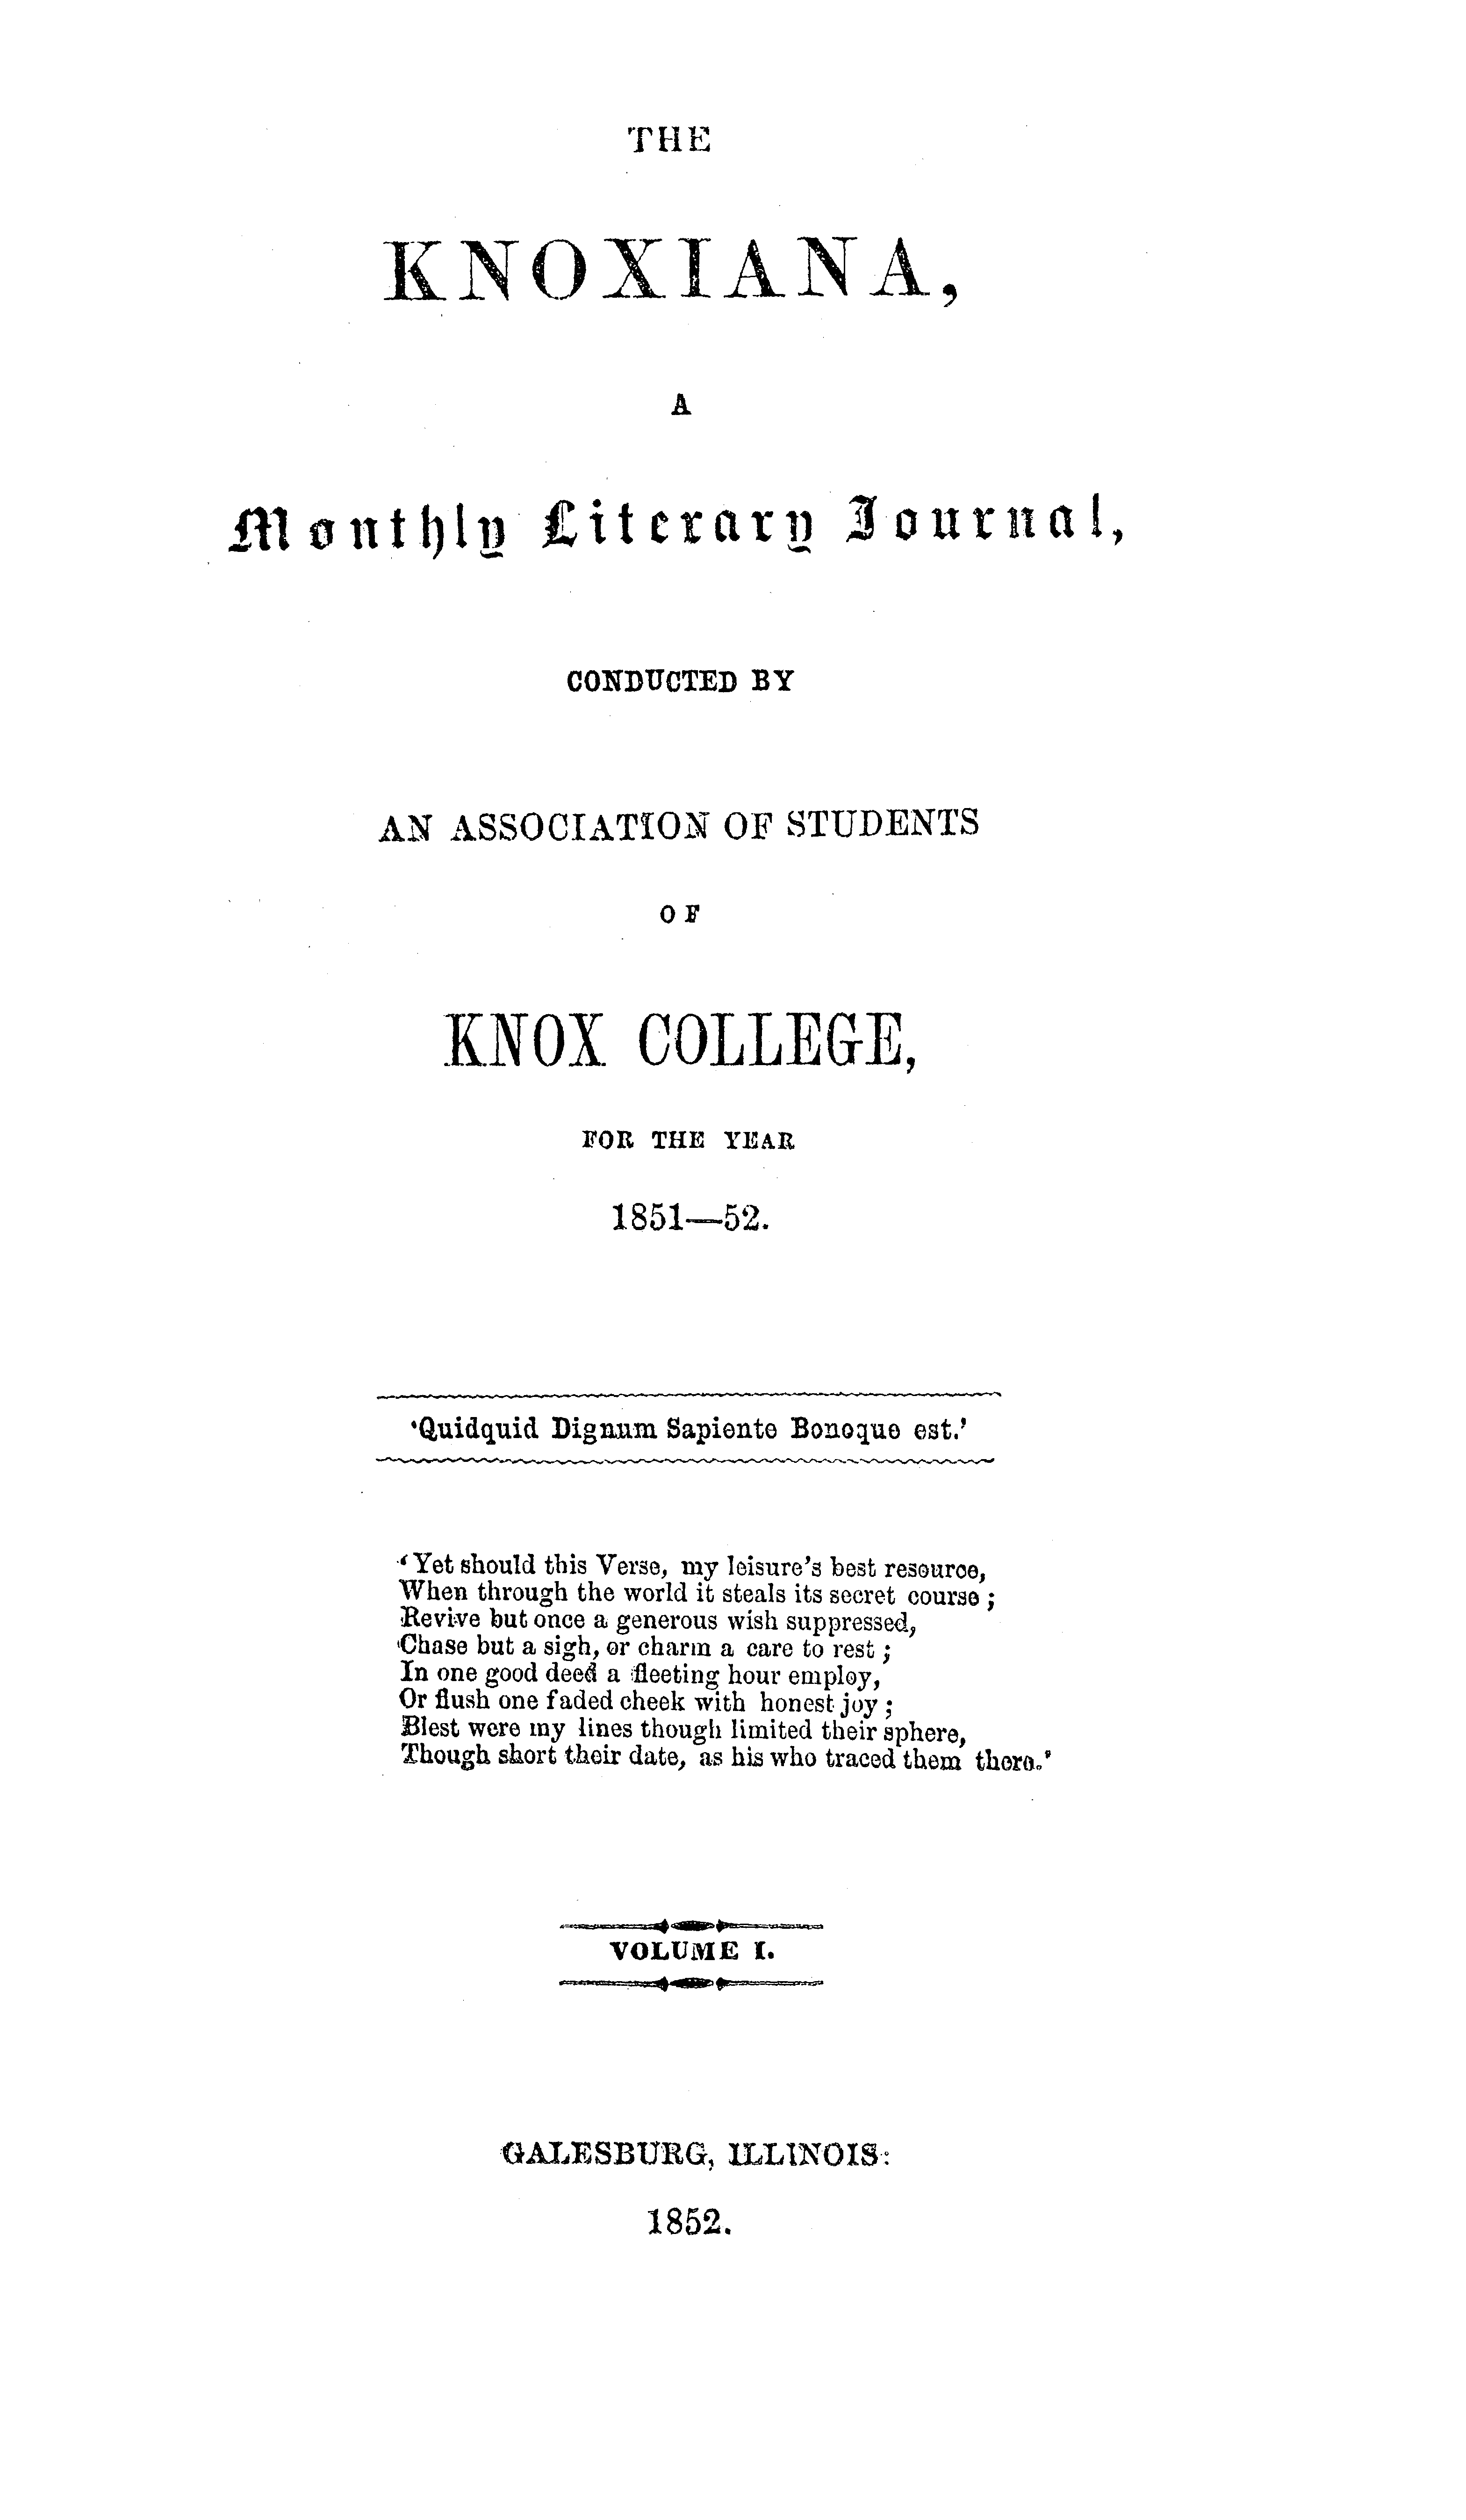 THE
KNOXIANA,
A
Monthly Literary Journal,
CONDUCTED BY
AN ASSOCIATION OF STUDENTS
OF
KNOX COLLEGE,
FOR THE YEAR
1851—52.
‘Quidquid Dignum Sapiente Bonoque est.’
‘Yet should this Verse, my leisure’s best resource,
When through the world it steals its secret course;
Revive but once a generous wish suppressed,
Chase but a sigh, or charm a care to rest;
In one good deed a fleeting hour employ,
Or flush one faded cheek with honest joy;
Blest were my lines though limited their sphere,
Though short their date, as his who traced them there.’
VOLUME I.
GALESBURG, ILLINOIS:
1852.